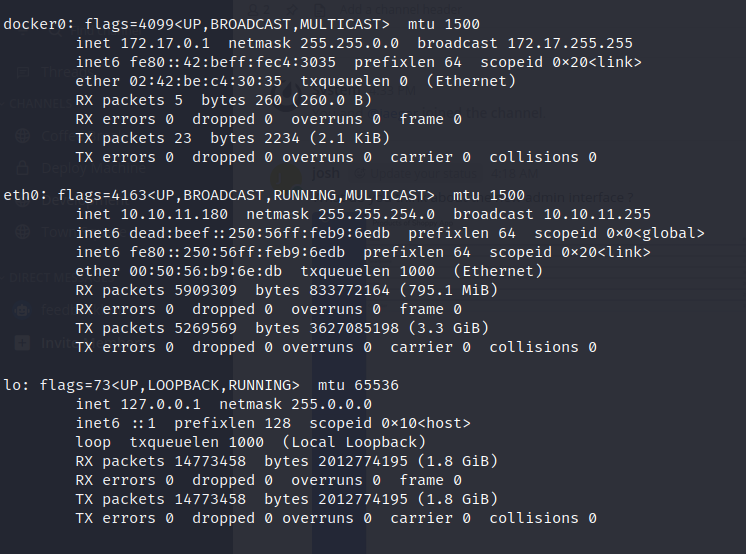 docker0: flags=4099<UP,BROADCAST,MULTICAST>  mtu 1500
        inet 172.17.0.1  netmask 255.255.0.0  broadcast 172.17.255.255
        inet6 fe80::42:beff:fec4:3035  prefixlen 64  scopeid 0×20<link>
        ether 02:42:be:c4:30:35  txqueuelen 0  (Ethernet)
        RX packets 5  bytes 260 (260.0 B)
        RX errors 0  dropped 0  overruns 0  frame 0
        TX packets 23  bytes 2234 (2.1 KiB)
        TX errors 0  dropped 0 overruns 0  carrier 0  collisions 0

eth0: flags=4163<UP,BROADCAST,RUNNING,MULTICAST>  mtu 1500
        inet 10.10.11.180  netmask 255.255.254.0  broadcast 10.10.11.255
        inet6 dead:beef::250:56ff:feb9:6edb  prefixlen 64  scopeid 0×0<global>
        inet6 fe80::250:56ff:feb9:6edb  prefixlen 64  scopeid 0×20<link>
        ether 00:50:56:b9:6e:db  txqueuelen 1000  (Ethernet)
        RX packets 5909309  bytes 833772164 (795.1 MiB)
        RX errors 0  dropped 0  overruns 0  frame 0
        TX packets 5269569  bytes 3627085198 (3.3 GiB)
        TX errors 0  dropped 0 overruns 0  carrier 0  collisions 0

lo: flags=73<UP,LOOPBACK,RUNNING>  mtu 65536
        inet 127.0.0.1  netmask 255.0.0.0
        inet6 ::1  prefixlen 128  scopeid 0×10<host>
        loop  txqueuelen 1000  (Local Loopback)
        RX packets 14773458  bytes 2012774195 (1.8 GiB)
        RX errors 0  dropped 0  overruns 0  frame 0
        TX packets 14773458  bytes 2012774195 (1.8 GiB)
        TX errors 0  dropped 0 overruns 0  carrier 0  collisions 0